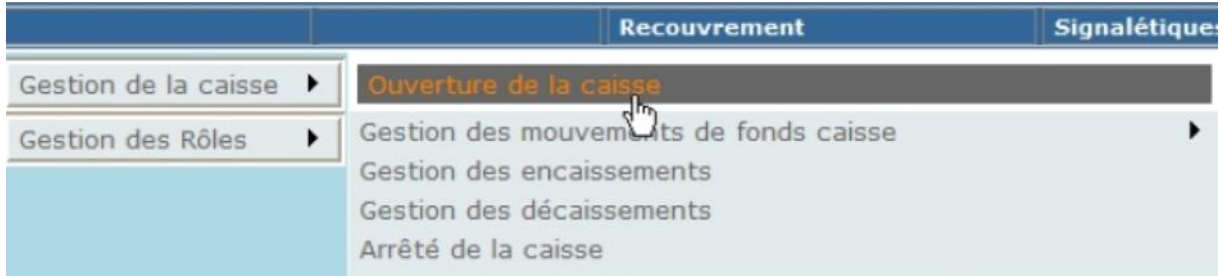 Recouvrement Signalétiques
Gestion de la caisse
Gestion des Rôles
Ouverture de la caisse
Gestion des mouvements de fonds caisse
Gestion des encaissements
Gestion des décaissements
Arrêté de la caisse